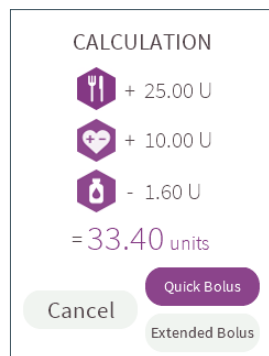 CALCULATION
+ 25.00 U
+ 10.00 U
- 1.60 U
= 33.40 units
Quick Bolus
Cancel
Extended Bolus